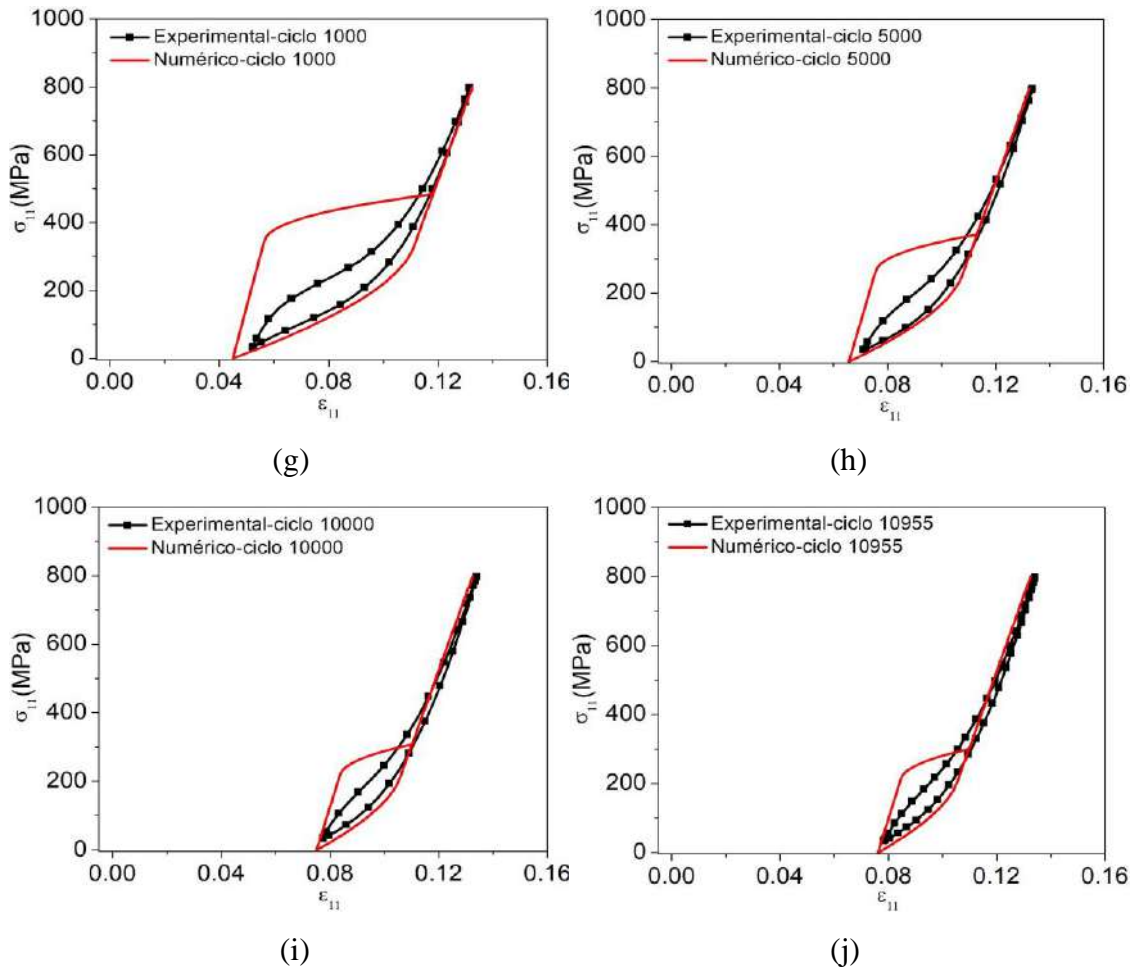 1000
Experimental-ciclo 1000
Numérico-ciclo 1000
800
600
400
200
0
σ11(MPa)
0.00 0.04 0.08 0.12 0.16
ε11
(g)
1000
Experimental-ciclo 5000
Numérico-ciclo 5000
800
600
400
200
0
σ11(MPa)
0.00 0.04 0.08 0.12 0.16
ε11
(h)
1000
Experimental-ciclo 10000
Numérico-ciclo 10000
800
600
400
200
0
σ11(MPa)
0.00 0.04 0.08 0.12 0.16
ε11
(i)
1000
Experimental-ciclo 10955
Numérico-ciclo 10955
800
600
400
200
0
σ11(MPa)
0.00 0.04 0.08 0.12 0.16
ε11
(j)